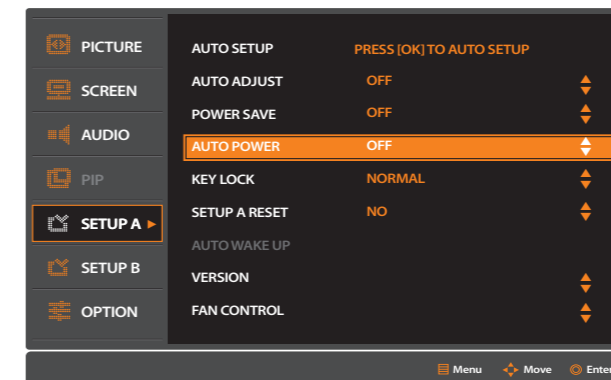 PICTURE
SCREEN
AUDIO
PIP
SETUP A
SETUP B
OPTION
AUTO SETUP PRESS [OK] TO AUTO SETUP
AUTO ADJUST OFF
POWER SAVE OFF
AUTO POWER OFF
KEY LOCK NORMAL
SETUP A RESET NO
AUTO WAKE UP
VERSION
FAN CONTROL
Menu Move Enter